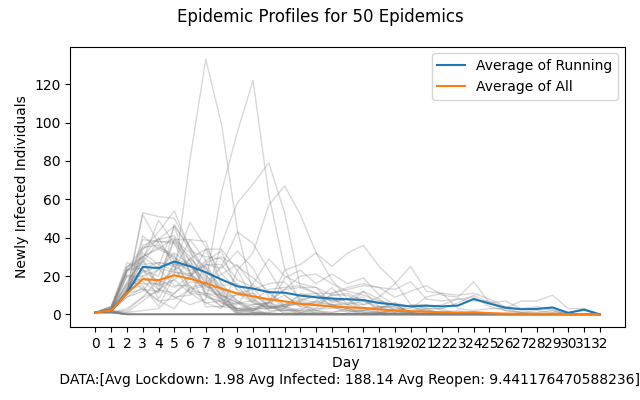 Epidemic Profiles for 50 Epidemics
Average of Running
Average of All
Newly Infected Individuals
120
100
80
60
40
20
0
0 1 2 3 4 5 6 7 8 9 10 11 12 13 14 15 16 17 18 19 20 21 22 23 24 25 26 27 28 29 30 31 32
Day
DATA:[Avg Lockdown: 1.98 Avg Infected: 188.14 Avg Reopen: 9.441176470588236]